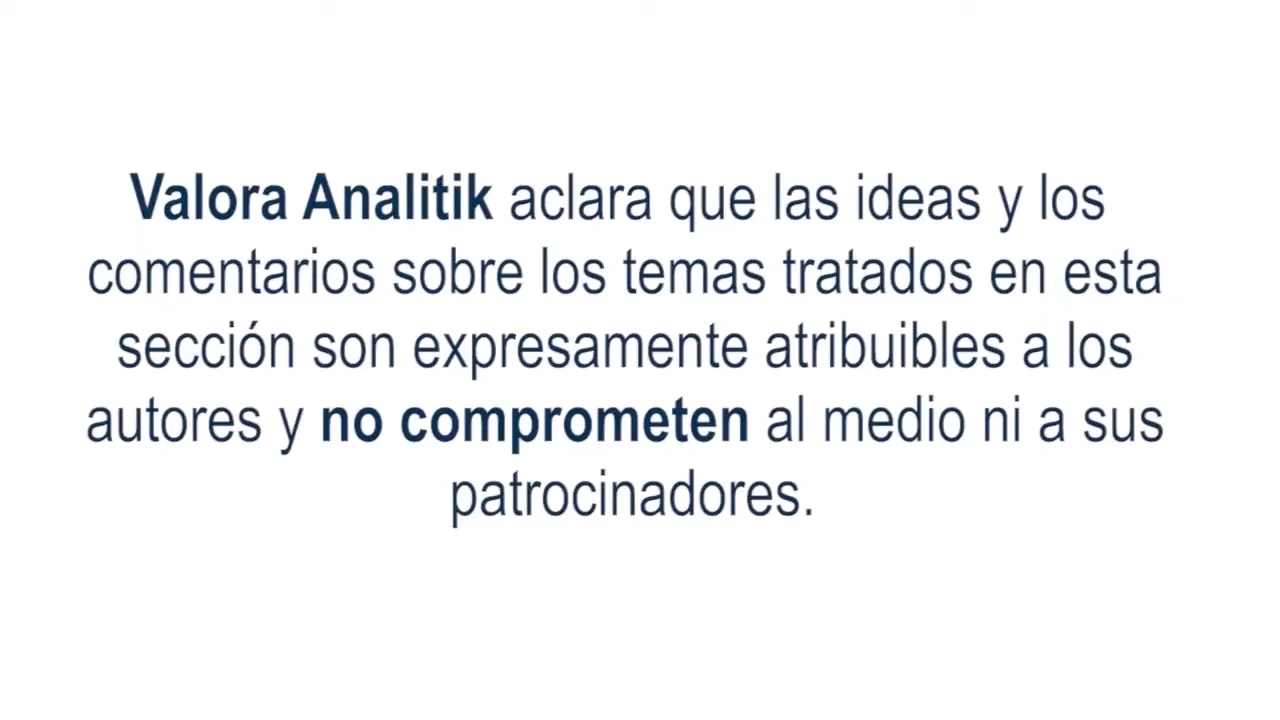 Valora Analitik aclara que las ideas y los
comentarios sobre los temas tratados en esta
sección son expresamente atribuibles a los
autores y no comprometen al medio ni a sus
patrocinadores.